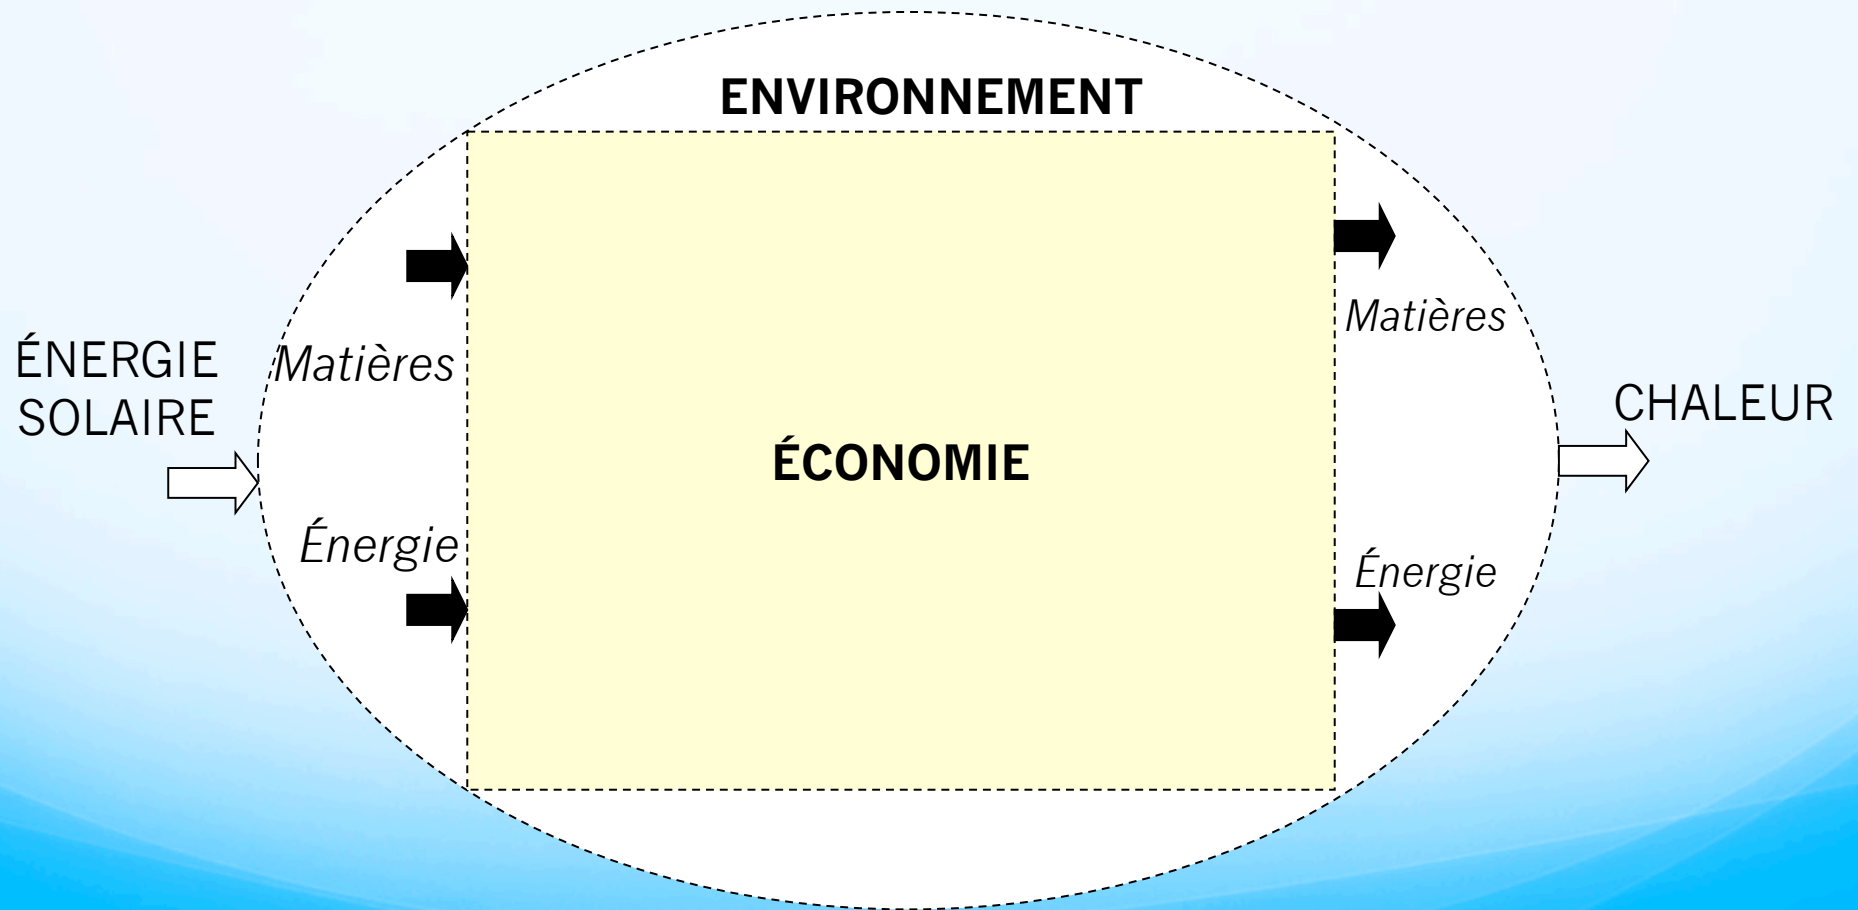 ENVIRONNEMENT
ÉNERGIE
SOLAIRE
Matières
Énergie
ÉCONOMIE
Matières
Énergie
CHALEUR